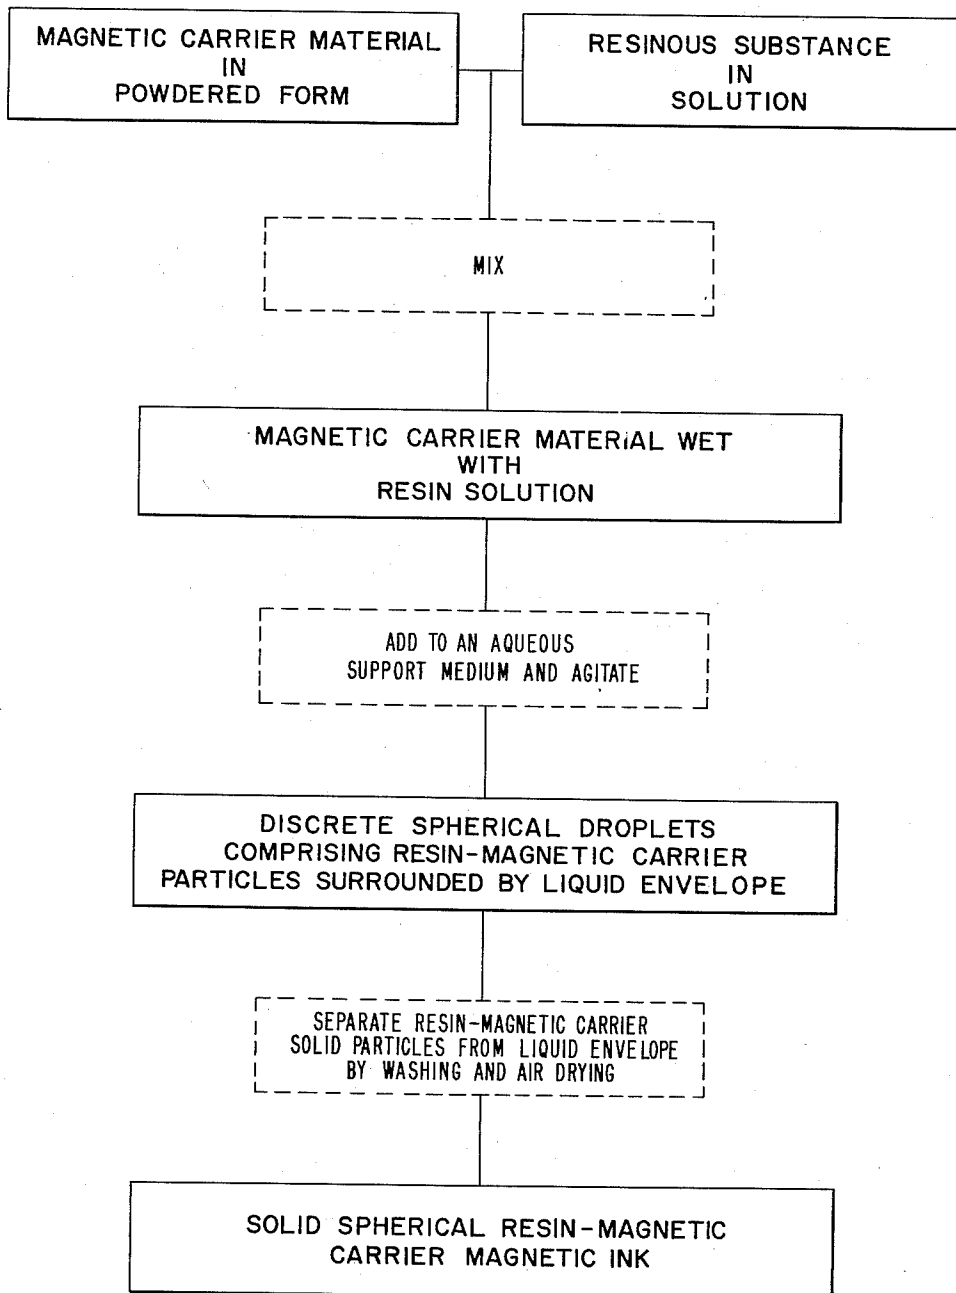 MAGNETIC CARRIER MATERIAL
IN
POWDERED FORM
RESINOUS SUBSTANCE
IN
SOLUTION
MIX
MAGNETIC CARRIER MATERIAL WET
WITH
RESIN SOLUTION
ADD TO AN AQUEOUS
SUPPORT MEDIUM AND AGITATE
DISCRETE SPHERICAL DROPLETS
COMPRISING RESIN-MAGNETIC CARRIER
PARTICLES SURROUNDED BY LIQUID ENVELOPE
SEPARATE RESIN-MAGNETIC CARRIER
SOLID PARTICLES FROM LIQUID ENVELOPE
BY WASHING AND AIR DRYING
SOLID SPHERICAL RESIN-MAGNETIC
CARRIER MAGNETIC INK